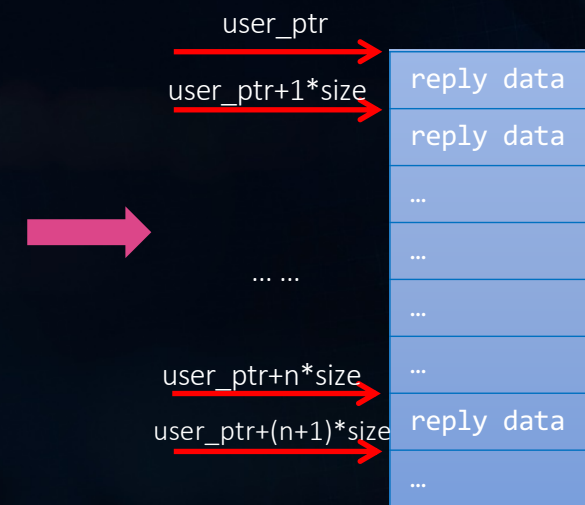 user_ptr
reply data
user_ptr+1*size
reply data
…
…
… …
…
…
user_ptr+n*size
reply data
user_ptr+(n+1)*size
…